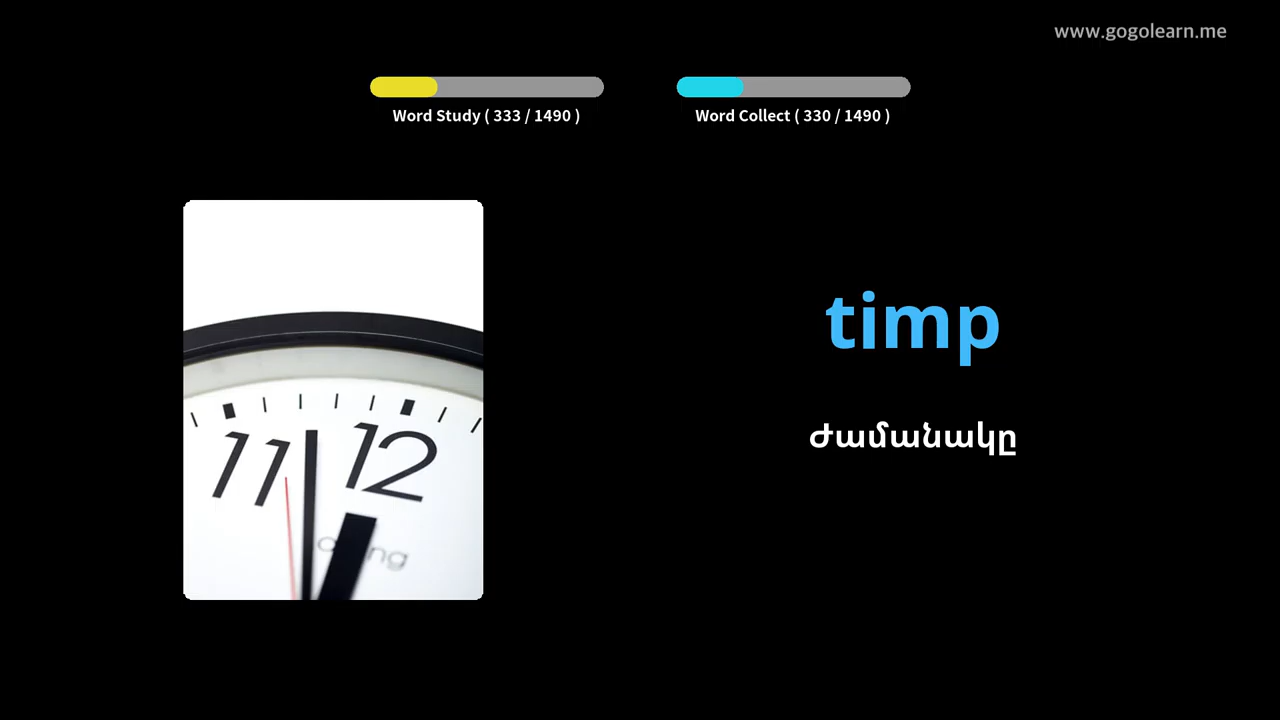 www.gogolearn.me
Word Study ( 333 / 1490 )
Word Collect ( 330 / 1490 )
11 12
timp
ժամանակը